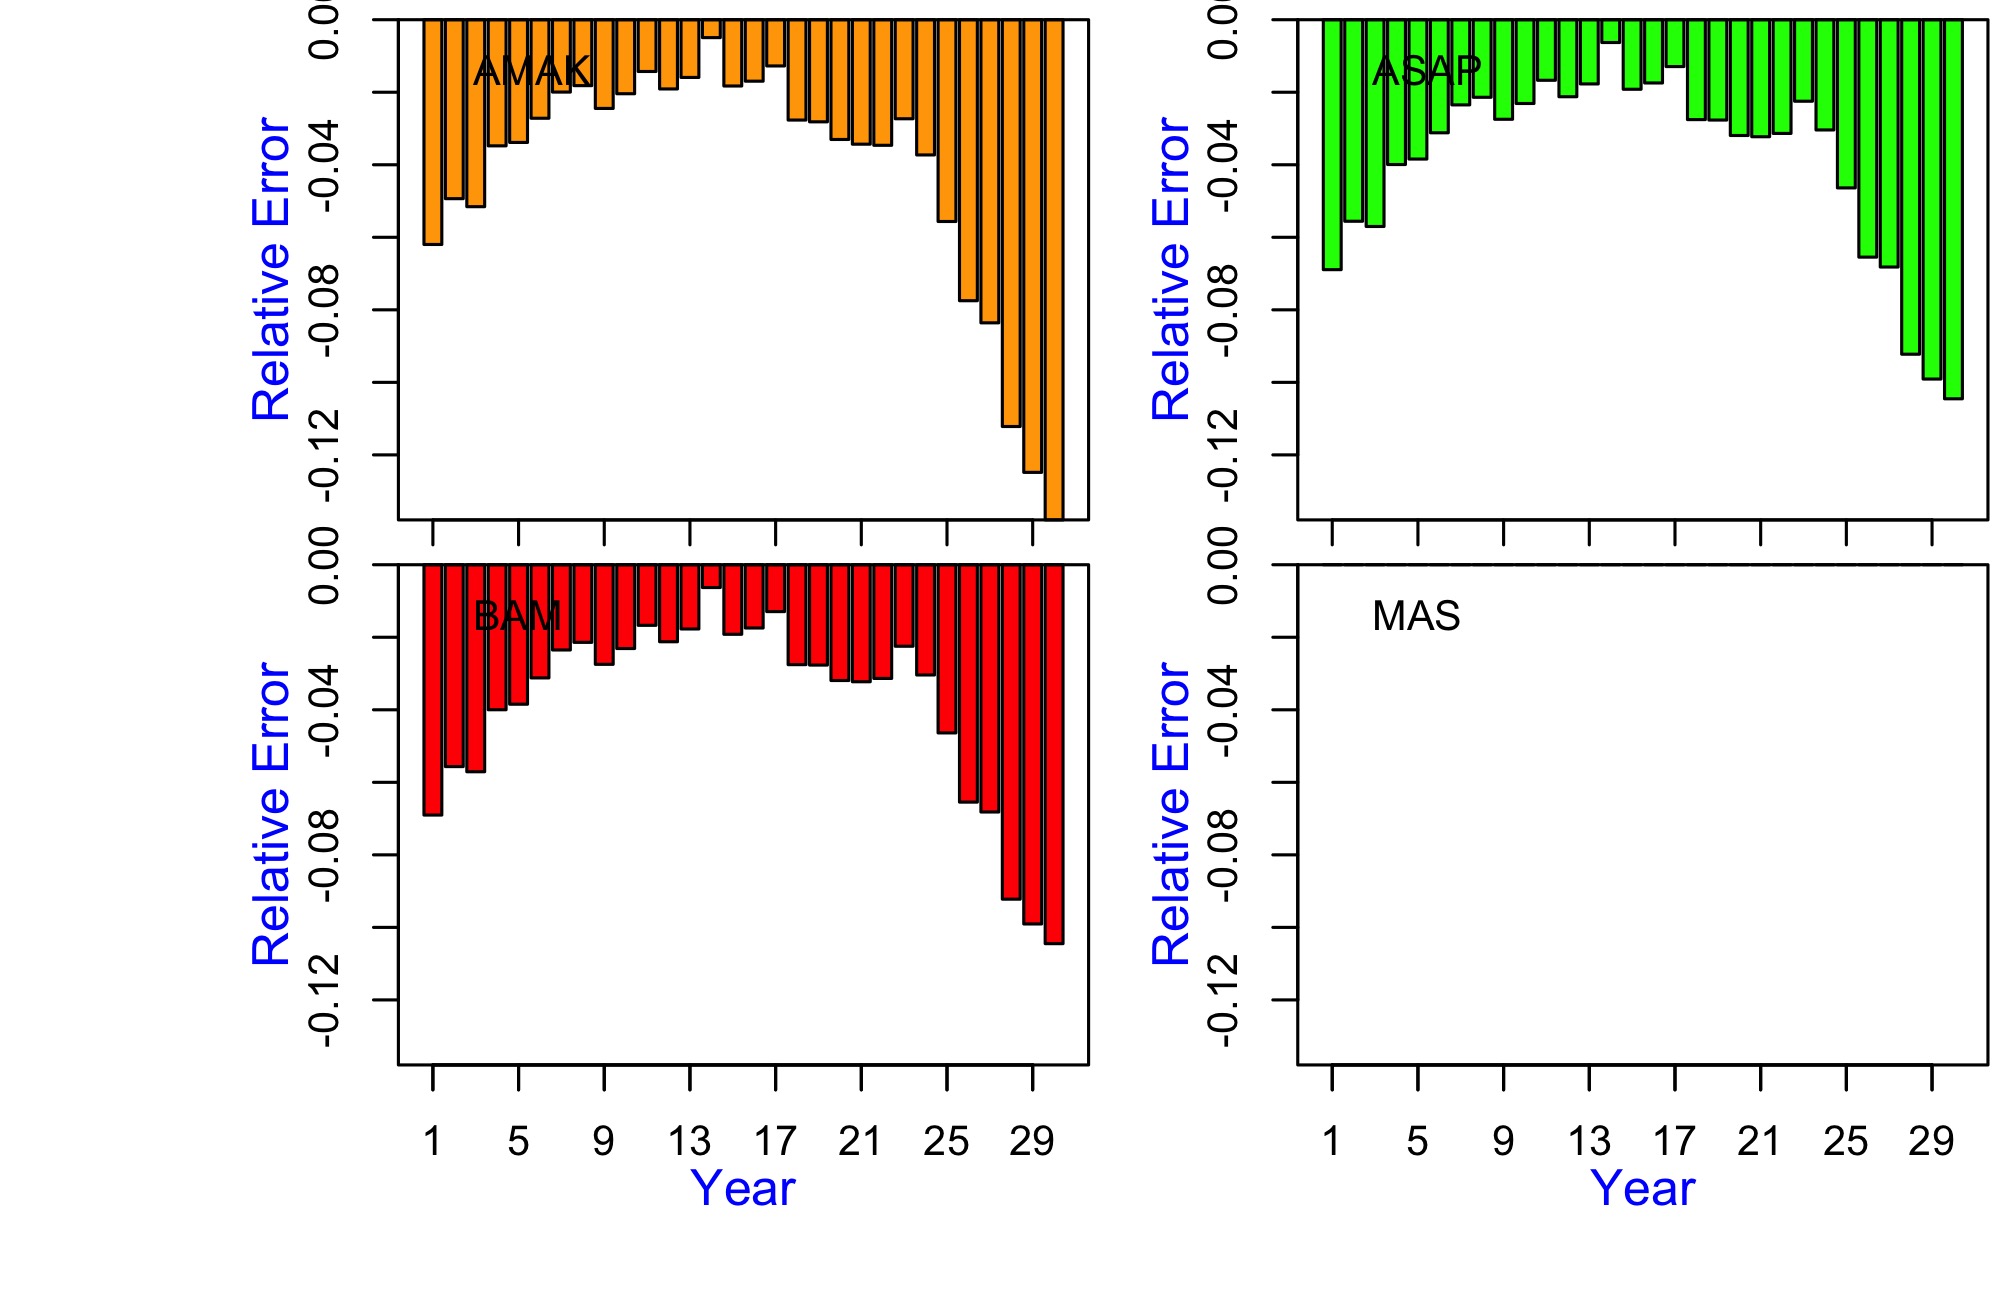 0.00
-0.04
-0.08
-0.12
Relative Error
AMAK
0.00
-0.04
-0.08
-0.12
Relative Error
ASAP
0.00
-0.04
-0.08
-0.12
Relative Error
BAM
1 5 9 13 17 21 25 29
Year
0.00
-0.04
-0.08
-0.12
Relative Error
MAS
1 5 9 13 17 21 25 29
Year